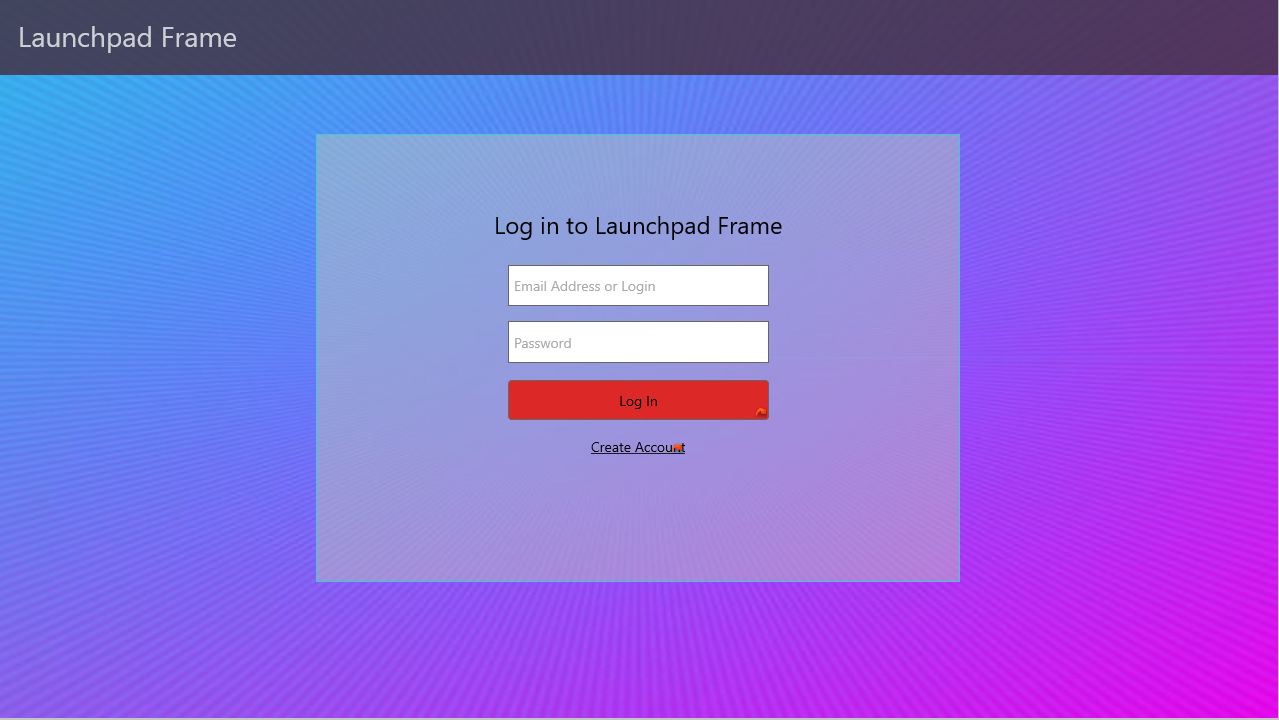 Launchpad Frame
Log in to Launchpad Frame
Email Address or Login
Password
Log In
Create Account